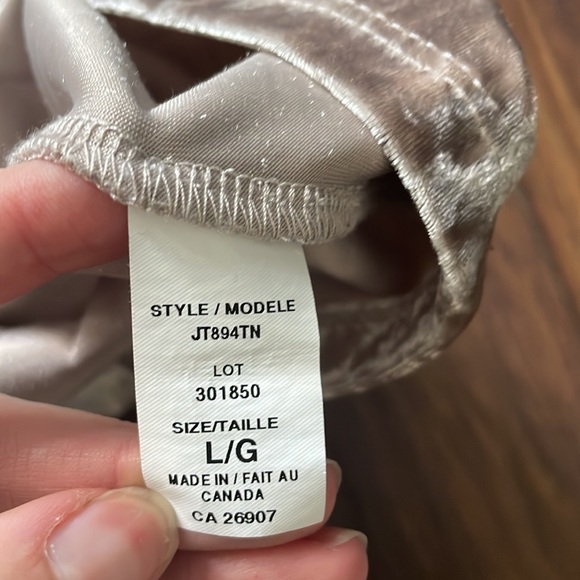 STYLE / MODELE
JT894TN
LOT
301850
SIZE/TAILLE
L/G
MADE IN / FAIT AU
CANADA
CA 26907